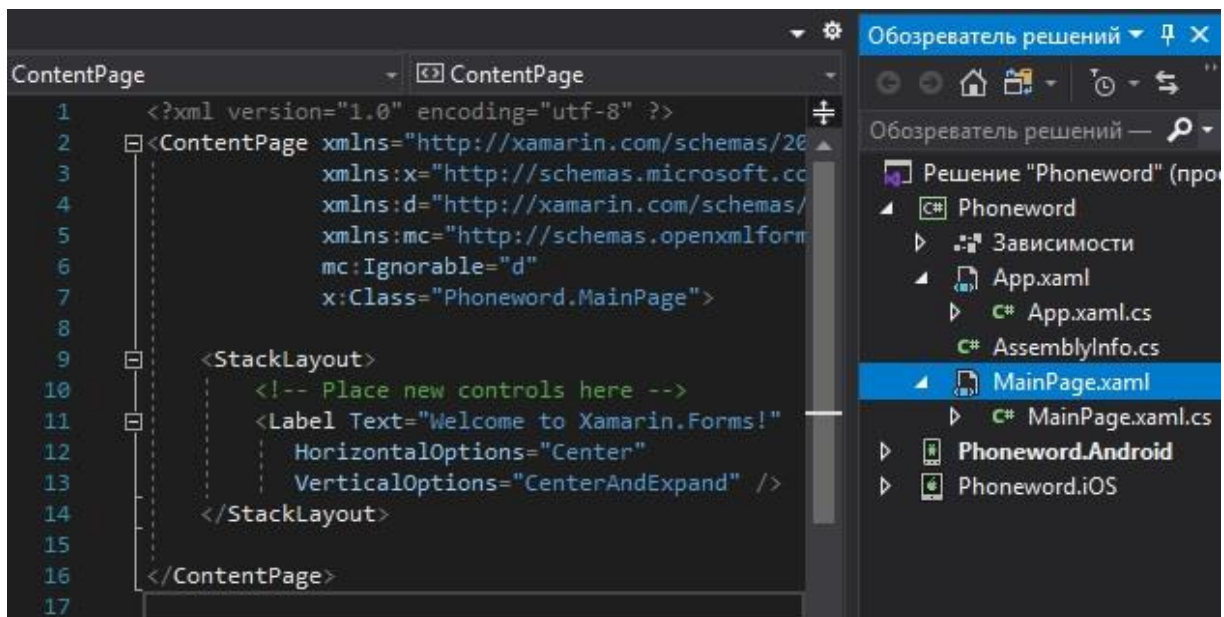 Обозреватель решений
ContentPage
ContentPage
1 <?xml version="1.0" encoding="utf-8" ?>
2 <ContentPage xmlns="http://xamarin.com/schemas/20
3 xmlns:x="http://schemas.microsoft.co
4 xmlns:d="http://xamarin.com/schemas/
5 xmlns:mc="http://schemas.openxmlform
6 mc:Ignorable="d"
7 x:Class="Phoneword.MainPage">
8
9 <StackLayout>
10 <!-- Place new controls here -->
11 <Label Text="Welcome to Xamarin.Forms!"
12 HorizontalOptions="Center"
13 VerticalOptions="CenterAndExpand" />
14 </StackLayout>
15
16 </ContentPage>
17
Обозреватель решений —
Решение "Phoneword" (про
C# Phoneword
Зависимости
App.xaml
C# App.xaml.cs
C# AssemblyInfo.cs
MainPage.xaml
C# MainPage.xaml.cs
Phoneword.Android
Phoneword.iOS